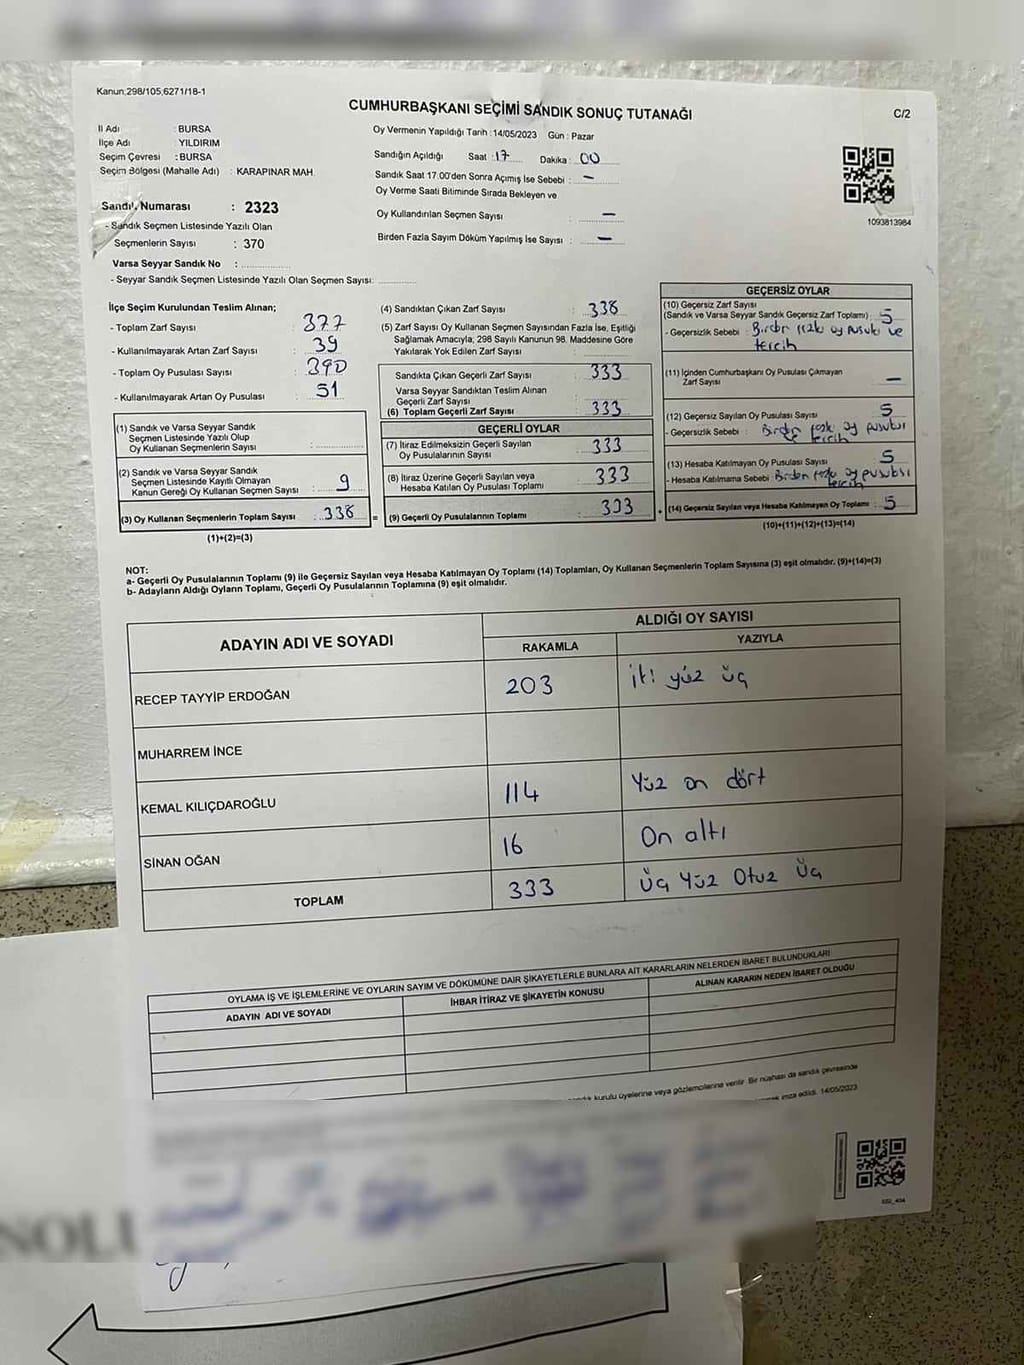 Kanun;298/105,6271/18-1
CUMHURBAŞKANI SEÇİMİ SANDIK SONUÇ TUTANAĞI
C/2
İl Adı : BURSA
İlçe Adı : YILDIRIM
Seçim Çevresi : BURSA
Seçim Bölgesi (Mahalle Adı) : KARAPINAR MAH.
Oy Vermenin Yapıldığı Tarih : 14/05/2023 Gün : Pazar
Sandığın Açıldığı Saat : 17 Dakika : 00
Sandık Saat 17.00'den Sonra Açımış İse Sebebi : -
Oy Verme Saati Bitiminde Sırada Bekleyen ve
Oy Kullandırılan Seçmen Sayısı : -
Birden Fazla Sayım Döküm Yapılmış İse Sayısı : -
1093813984
Sandık Numarası : 2323
- Sandık Seçmen Listesinde Yazılı Olan
Seçmenlerin Sayısı : 370
Varsa Seyyar Sandık No :
- Seyyar Sandık Seçmen Listesinde Yazılı Olan Seçmen Sayısı:
İlçe Seçim Kurulundan Teslim Alınan;
- Toplam Zarf Sayısı : 377
- Kullanılmayarak Artan Zarf Sayısı : 39
- Toplam Oy Pusulası Sayısı : 390
- Kullanılmayarak Artan Oy Pusulası : 51
(1) Sandık ve Varsa Seyyar Sandık
Seçmen Listesinde Yazılı Olup
Oy Kullanan Seçmenlerin Sayısı :
(2) Sandık ve Varsa Seyyar Sandık
Seçmen Listesinde Kayıtlı Olmayan
Kanun Gereği Oy Kullanan Seçmen Sayısı : 9
(3) Oy Kullanan Seçmenlerin Toplam Sayısı : 338
(1)+(2)=(3)
(4) Sandıktan Çıkan Zarf Sayısı : 338
(5) Zarf Sayısı Oy Kullanan Seçmen Sayısından Fazla İse, Eşitliği
Sağlamak Amacıyla; 298 Sayılı Kanunun 98. Maddesine Göre
Yakılarak Yok Edilen Zarf Sayısı :
Sandıkta Çıkan Geçerli Zarf Sayısı : 333
Varsa Seyyar Sandıktan Teslim Alınan
Geçerli Zarf Sayısı :
(6) Toplam Geçerli Zarf Sayısı : 333
GEÇERLİ OYLAR
(7) İtiraz Edilmeksizin Geçerli Sayılan
Oy Pusulalarının Sayısı : 333
(8) İtiraz Üzerine Geçerli Sayılan veya
Hesaba Katılan Oy Pusulası Toplamı : 333
= (9) Geçerli Oy Pusulalarının Toplamı : 333
GEÇERSİZ OYLAR
(10) Geçersiz Zarf Sayısı
(Sandık ve Varsa Seyyar Sandık Geçersiz Zarf Toplamı) : 5
- Geçersizlik Sebebi : Birden fazla oy pusula ve
tercih
(11) İçinden Cumhurbaşkanı Oy Pusulası Çıkmayan
Zarf Sayısı : -
(12) Geçersiz Sayılan Oy Pusulası Sayısı : 5
- Geçersizlik Sebebi : Birden fazla oy pusulası
ve tercih
(13) Hesaba Katılmayan Oy Pusulası Sayısı : 5
- Hesaba Katılmama Sebebi : Birden fazla oy pusulası
tercih
+ (14) Geçersiz Sayılan veya Hesaba Katılmayan Oy Toplamı : 5
(10)+(11)+(12)+(13)=(14)
NOT:
a- Geçerli Oy Pusulalarının Toplamı (9) ile Geçersiz Sayılan veya Hesaba Katılmayan Oy Toplamı (14) Toplamları, Oy Kullanan Seçmenlerin Toplam Sayısına (3) eşit olmalıdır. (9)+(14)=(3)
b- Adayların Aldığı Oyların Toplamı, Geçerli Oy Pusulalarının Toplamına (9) eşit olmalıdır.
ADAYIN ADI VE SOYADI
ALDIĞI OY SAYISI
RAKAMLA YAZIYLA
RECEP TAYYİP ERDOĞAN 203 iki yüz üç
MUHARREM İNCE
KEMAL KILIÇDAROĞLU 114 Yüz on dört
SİNAN OĞAN 16 On altı
TOPLAM 333 Üç Yüz Otuz Üç
OYLAMA İŞ VE İŞLEMLERİNE VE OYLARIN SAYIM VE DÖKÜMÜNE DAİR ŞİKAYETLERLE BUNLARA AİT KARARLARIN NELERDEN İBARET BULUNDUKLARI
ADAYIN ADI VE SOYADI İHBAR İTİRAZ VE ŞİKAYETİN KONUSU ALINAN KARARIN NEDEN İBARET OLDUĞU
kurulu üyelerine veya gözlemcilerine verilir. Bir nüshası da sandık çevresinde
imza edildi. 14/05/2023
NOLU